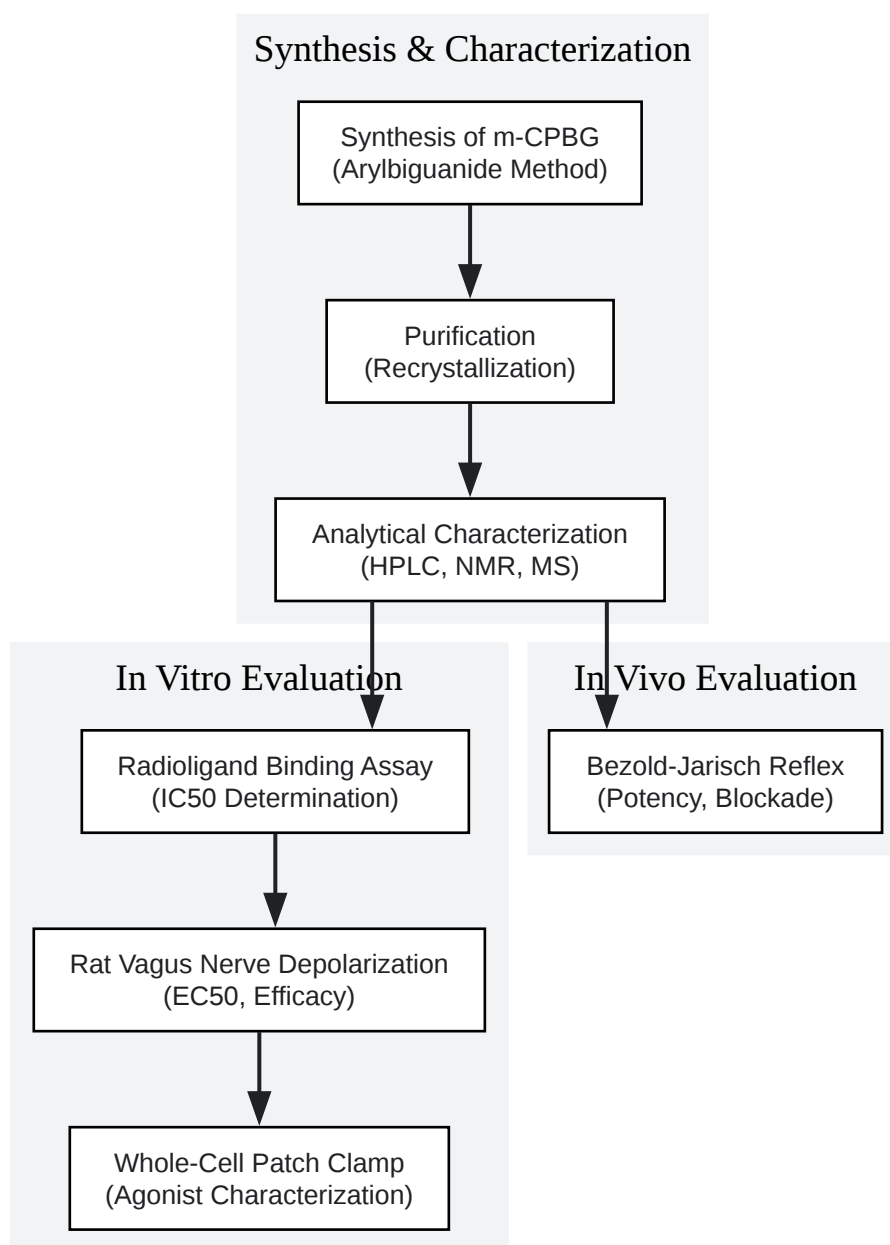 Synthesis & Characterization
Synthesis of m-CPBG
(Arylbiguanide Method)
Purification
(Recrystallization)
Analytical Characterization
(HPLC, NMR, MS)
In Vitro Evaluation
Radioligand Binding Assay
(IC50 Determination)
Rat Vagus Nerve Depolarization
(EC50, Efficacy)
Whole-Cell Patch Clamp
(Agonist Characterization)
In Vivo Evaluation
Bezold-Jarisch Reflex
(Potency, Blockade)